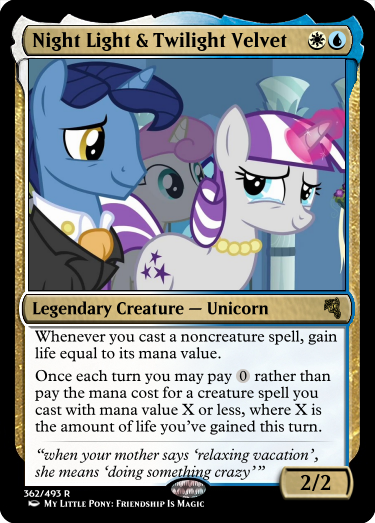 Night Light & Twilight Velvet
Legendary Creature — Unicorn
Whenever you cast a noncreature spell, gain
life equal to its mana value.
Once each turn you may pay 0 rather than
pay the mana cost for a creature spell you
cast with mana value X or less, where X is
the amount of life you’ve gained this turn.
“when your mother says ‘relaxing vacation’,
she means ‘doing something crazy’”
2/2
362/493 R
My Little Pony: Friendship Is Magic